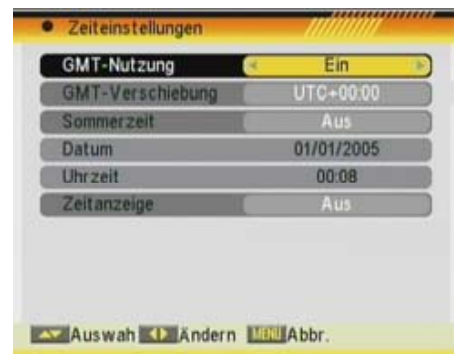 Zeiteinstellungen
GMT-Nutzung Ein
GMT-Verschiebung UTC+00:00
Sommerzeit Aus
Datum 01/01/2005
Uhrzeit 00:08
Zeitanzeige Aus
Auswah Ändern MENU Abbr.